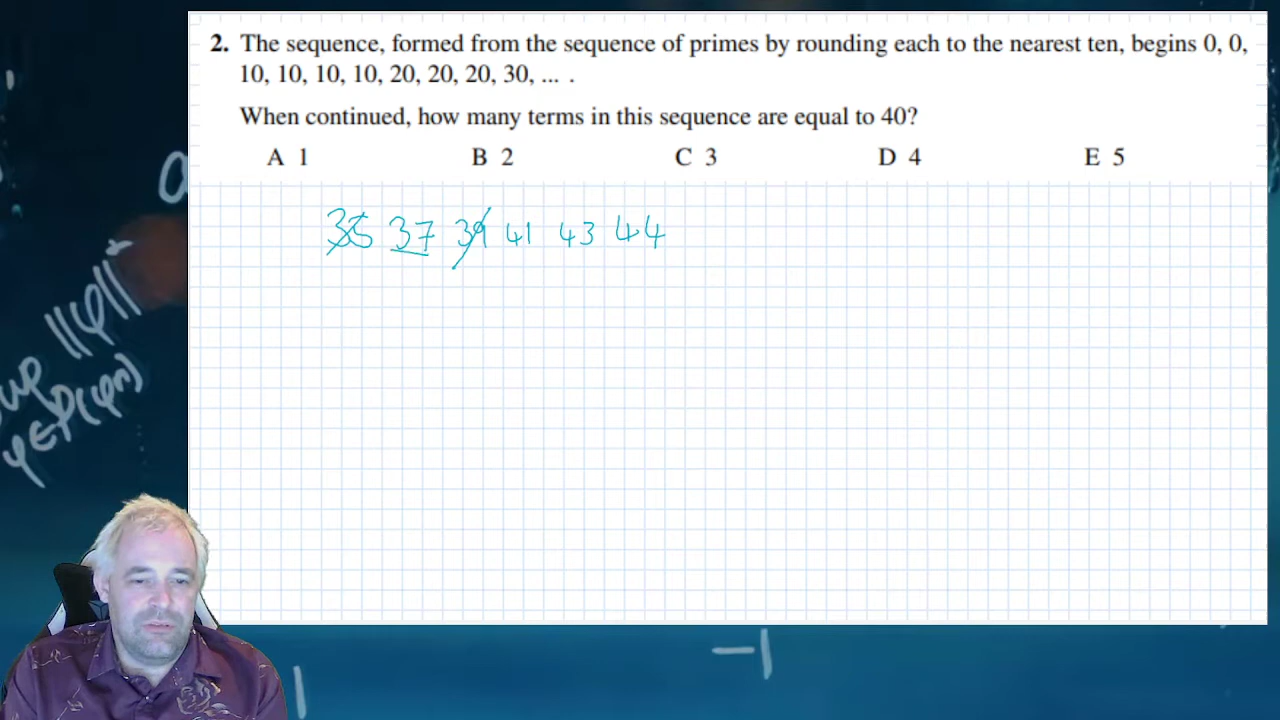 2. The sequence, formed from the sequence of primes by rounding each to the nearest ten, begins 0, 0,
10, 10, 10, 10, 20, 20, 20, 30, ... .
When continued, how many terms in this sequence are equal to 40?
A 1 B 2 C 3 D 4 E 5
35 37 39 41 43 44
||φ||
γ∈P(φn)
−1